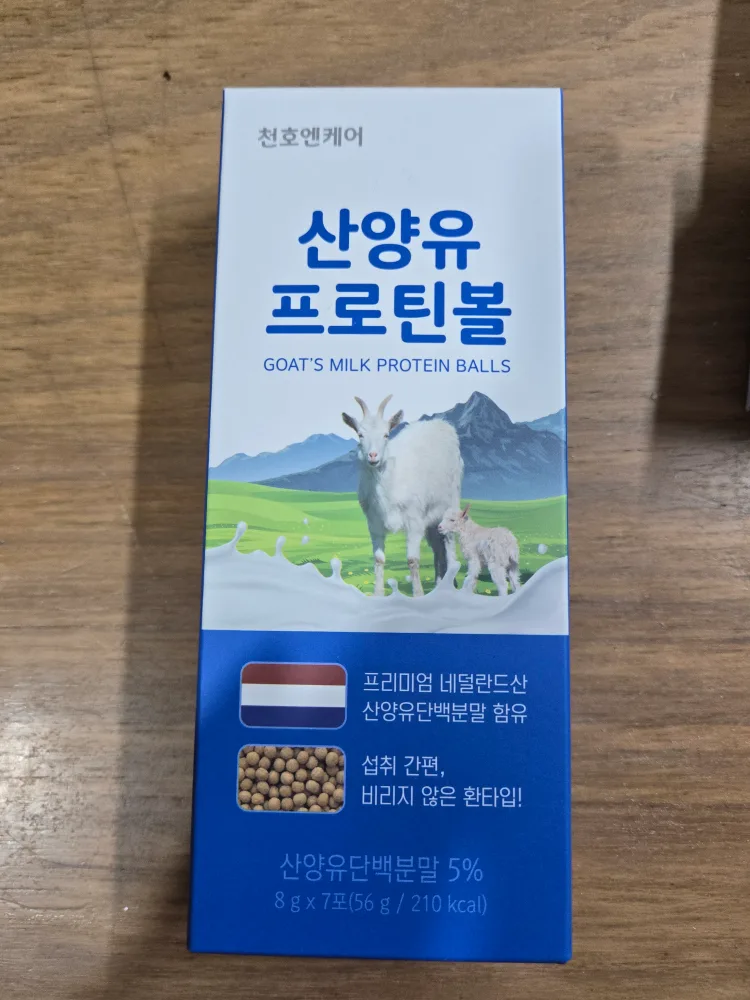 천호엔케어
산양유
프로틴볼
GOAT'S MILK PROTEIN BALLS
프리미엄 네덜란드산
산양유단백분말 함유
섭취 간편,
비리지 않은 환타입!
산양유단백분말 5%
8 g x 7포(56 g / 210 kcal)